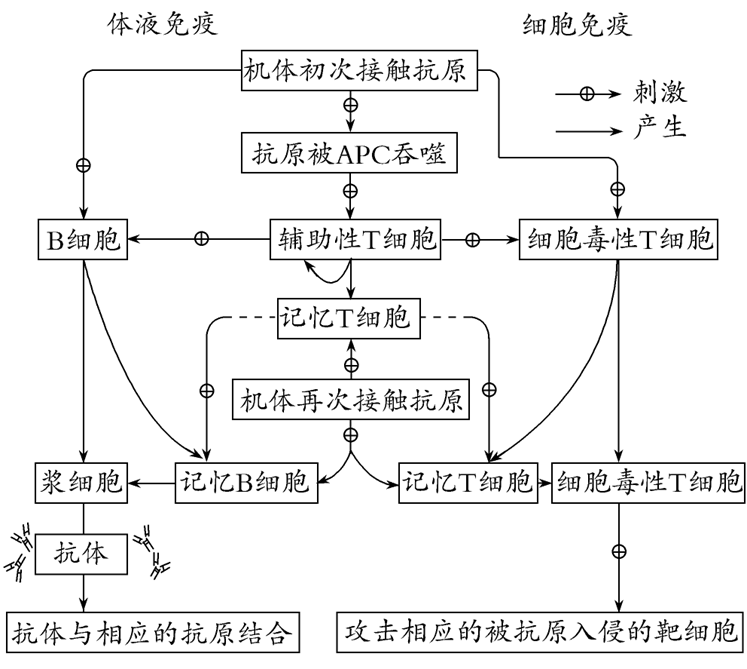 体液免疫
细胞免疫
机体初次接触抗原
刺激
产生
抗原被APC吞噬
B细胞
辅助性T细胞
细胞毒性T细胞
记忆T细胞
机体再次接触抗原
浆细胞
记忆B细胞
记忆T细胞
细胞毒性T细胞
抗体
抗体与相应的抗原结合
攻击相应的被抗原入侵的靶细胞